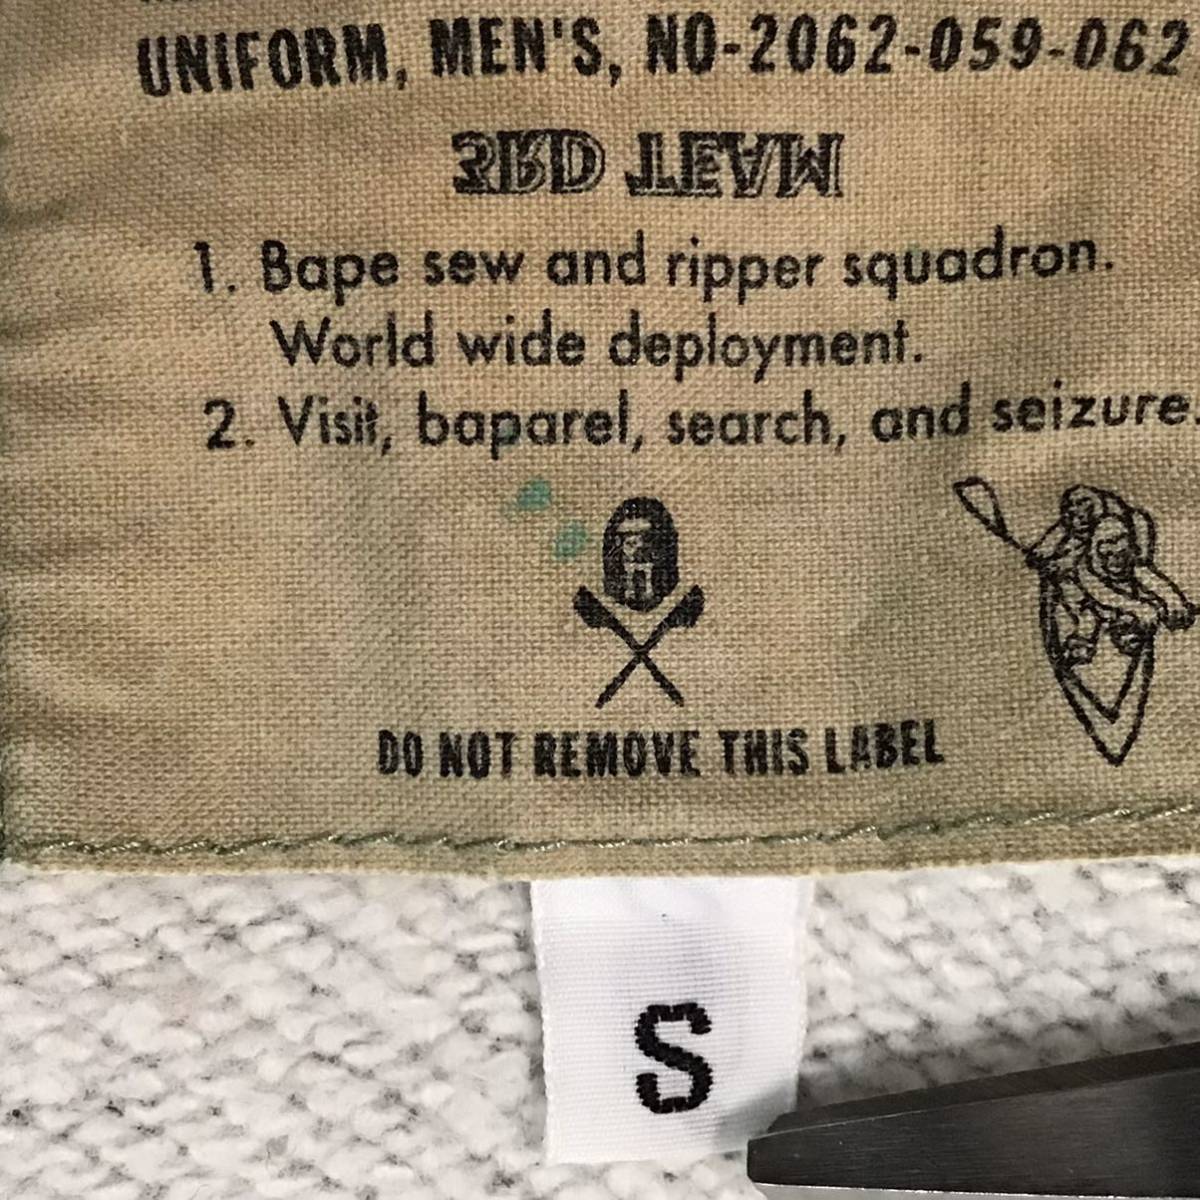 UNIFORM, MEN'S, NO-2062-059-062
3RD TEAM
1. Bape sew and ripper squadron.
World wide deployment.
2. Visit, baparel, search, and seizure.
DO NOT REMOVE THIS LABEL
S